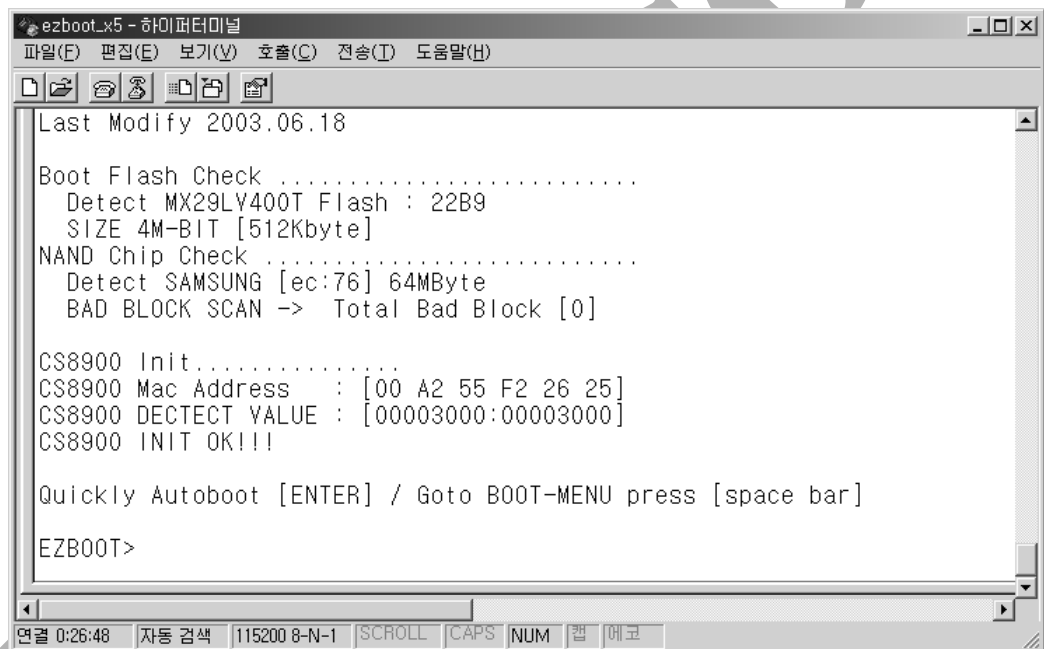 ezboot_x5 - 하이퍼터미널
파일(F) 편집(E) 보기(V) 호출(C) 전송(T) 도움말(H)
Last Modify 2003.06.18
Boot Flash Check ..........................
Detect MX29LV400T Flash : 22B9
SIZE 4M-BIT [512Kbyte]
NAND Chip Check ...........................
Detect SAMSUNG [ec:76] 64MByte
BAD BLOCK SCAN -> Total Bad Block [0]
CS8900 Init...............
CS8900 Mac Address : [00 A2 55 F2 26 25]
CS8900 DECTECT VALUE : [00003000:00003000]
CS8900 INIT OK!!!
Quickly Autoboot [ENTER] / Goto BOOT-MENU press [space bar]
EZBOOT>
연결 0:26:48 자동 검색 115200 8-N-1 SCROLL CAPS NUM 캡 에코